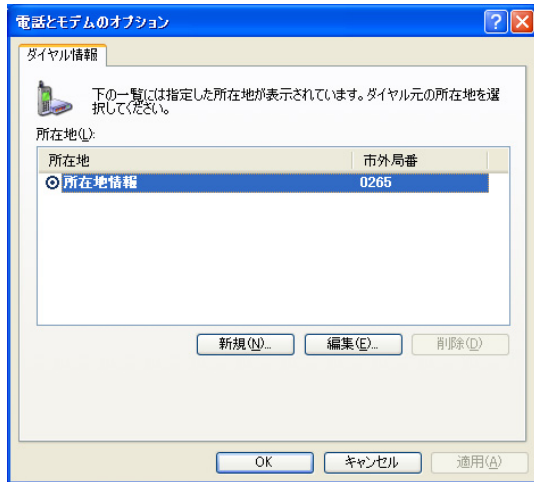 電話とモデムのオプション
ダイヤル情報
下の一覧には指定した所在地が表示されています。ダイヤル元の所在地を選
択してください。
所在地(L):
所在地 市外局番
所在地情報 0265
新規(N)... 編集(E)... 削除(D)
OK キャンセル 適用(A)